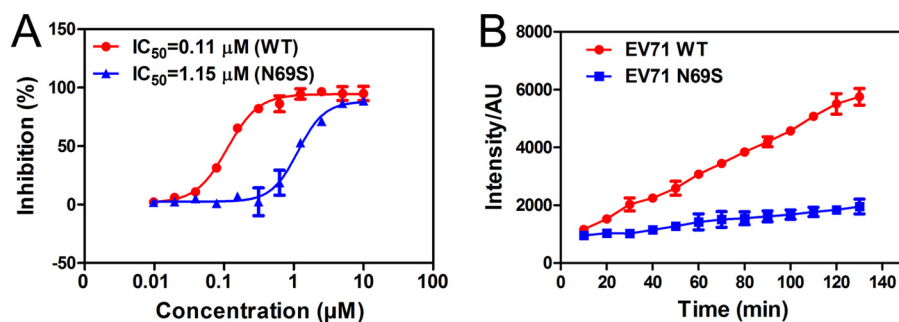 A
IC50=0.11 μM (WT)
IC50=1.15 μM (N69S)
Inhibition (%)
150
100
50
0
-50
0 0.01 0.1 1 10 100
Concentration (μM)
B
EV71 WT
EV71 N69S
Intensity/AU
8000
6000
4000
2000
0
0 20 40 60 80 100 120 140
Time (min)